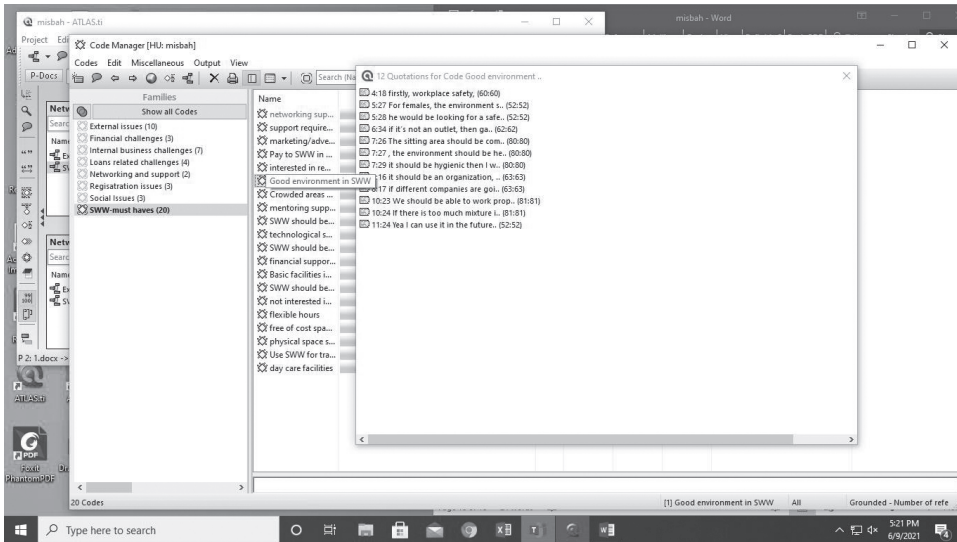 misbah - ATLAS.ti
misbah - Word
Project Edi
Code Manager [HU: misbah]
Codes Edit Miscellaneous Output View
P-Docs
Search (Na
12 Quotations for Code Good environment ..
Families
Show all Codes
External issues (10)
Financial challenges (3)
Internal business challenges (7)
Loans related challenges (4)
Networking and support (2)
Regisatration issues (3)
Social Issues (3)
SWW-must haves (20)
Name
networking sup...
support require...
marketing/adve...
Pay to SWW in ...
interested in re...
Good environment in SWW
Crowded areas ...
mentoring supp...
SWW should be...
technological s...
SWW should be...
financial suppor...
Basic facilities i...
SWW should be...
not interested i...
flexible hours
free of cost spa...
physical space s...
Use SWW for tra...
day care facilities
4:18 firstly, workplace safety, (60:60)
5:27 For females, the environment s.. (52:52)
5:28 he would be looking for a safe.. (52:52)
6:34 if it's not an outlet, then ga.. (62:62)
7:26 The sitting area should be com.. (80:80)
7:27 , the environment should be he.. (80:80)
7:29 it should be hygienic then I w.. (80:80)
:16 it should be an organization, .. (63:63)
:17 if different companies are goi.. (63:63)
10:23 We should be able to work prop.. (81:81)
10:24 If there is too much mixture i.. (81:81)
11:24 Yea I can use it in the future.. (52:52)
Netw
Searc
Name
Netw
Searc
Name
P 2: 1.docx ->
ATLAS.ti
Foxit
PhantomPDF
20 Codes
[1] Good environment in SWW
All
Grounded - Number of refe
Type here to search
5:21 PM
6/9/2021